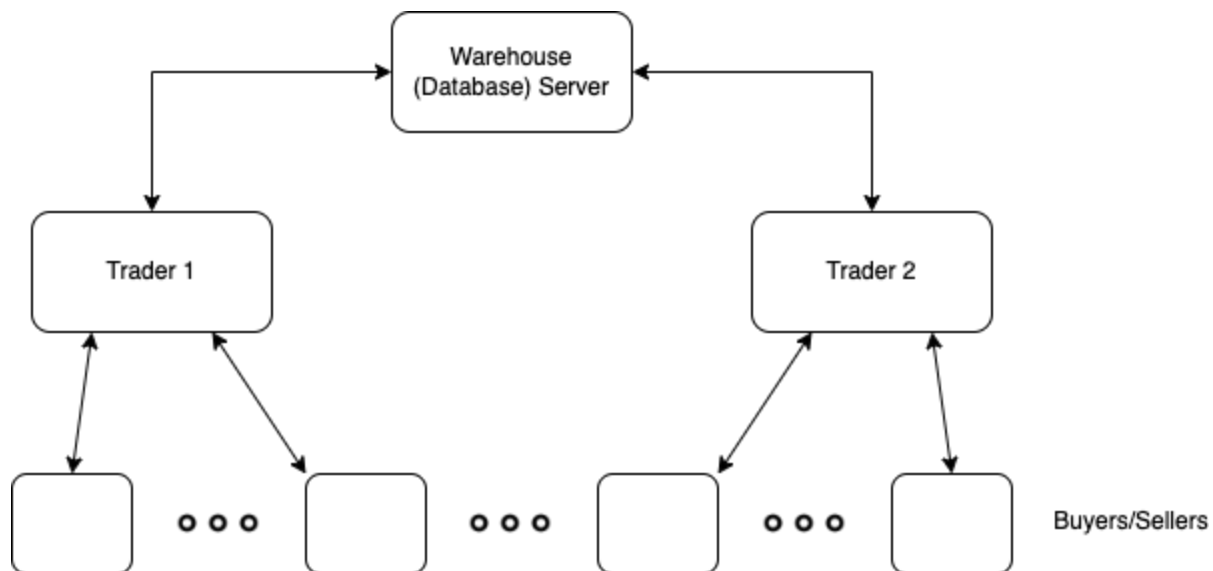 Warehouse
(Database) Server
Trader 1
Trader 2
Buyers/Sellers